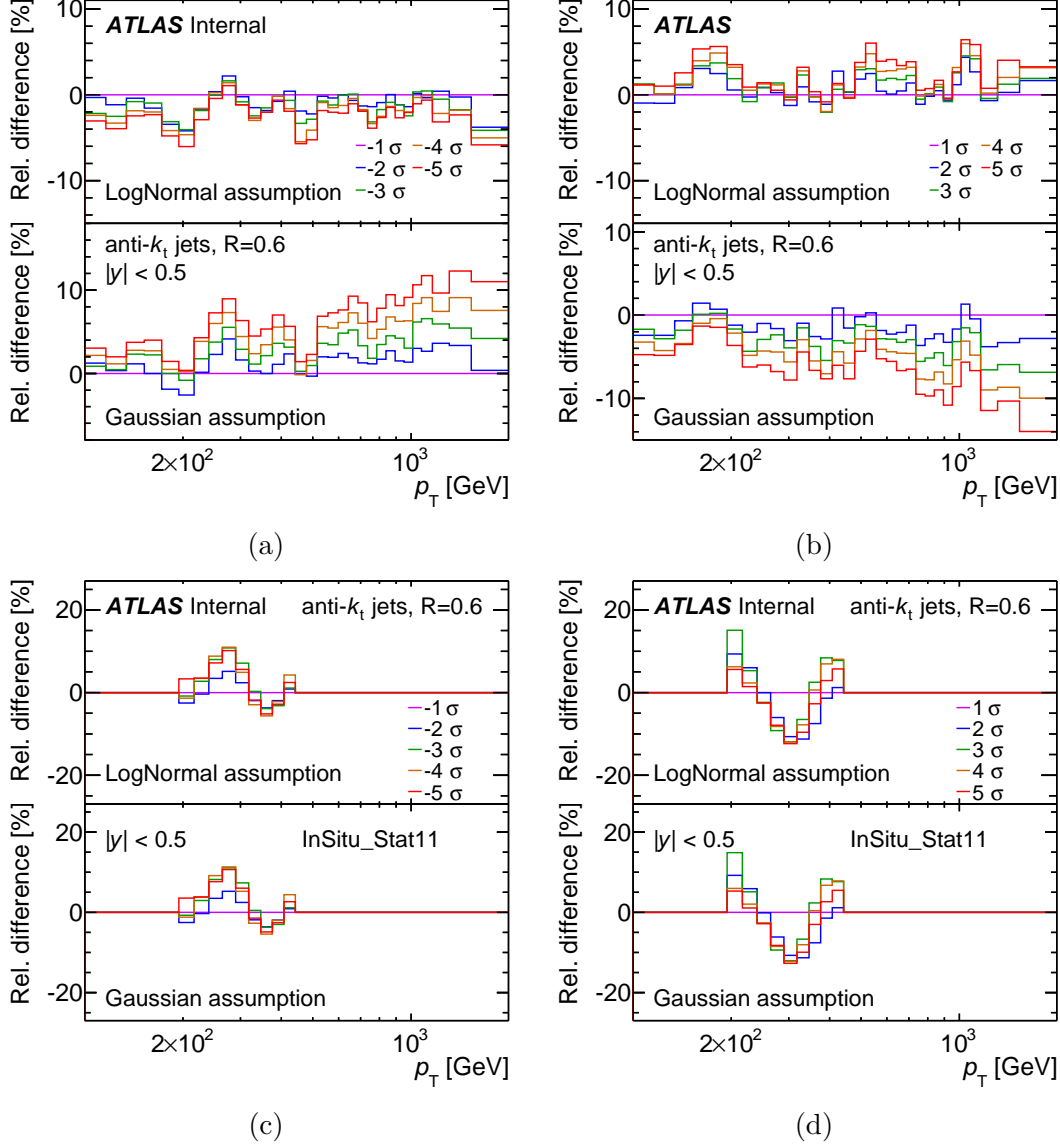 Rel. difference [%]
10
0
-10
ATLAS Internal
-1 σ -4 σ
-2 σ -5 σ
-3 σ
LogNormal assumption
Rel. difference [%]
10
0
anti-kt jets, R=0.6
|y| < 0.5
Gaussian assumption
2×10² 10³
pT [GeV]
(a)
Rel. difference [%]
10
0
-10
ATLAS
1 σ 4 σ
2 σ 5 σ
3 σ
LogNormal assumption
Rel. difference [%]
10
0
-10
anti-kt jets, R=0.6
|y| < 0.5
Gaussian assumption
2×10² 10³
pT [GeV]
(b)
Rel. difference [%]
20
0
-20
ATLAS Internal anti-kt jets, R=0.6
-1 σ
-2 σ
-3 σ
-4 σ
-5 σ
LogNormal assumption
Rel. difference [%]
20
0
-20
|y| < 0.5 InSitu_Stat11
Gaussian assumption
2×10² 10³
pT [GeV]
(c)
Rel. difference [%]
20
0
-20
ATLAS Internal anti-kt jets, R=0.6
1 σ
2 σ
3 σ
4 σ
5 σ
LogNormal assumption
Rel. difference [%]
20
0
-20
|y| < 0.5 InSitu_Stat11
Gaussian assumption
2×10² 10³
pT [GeV]
(d)